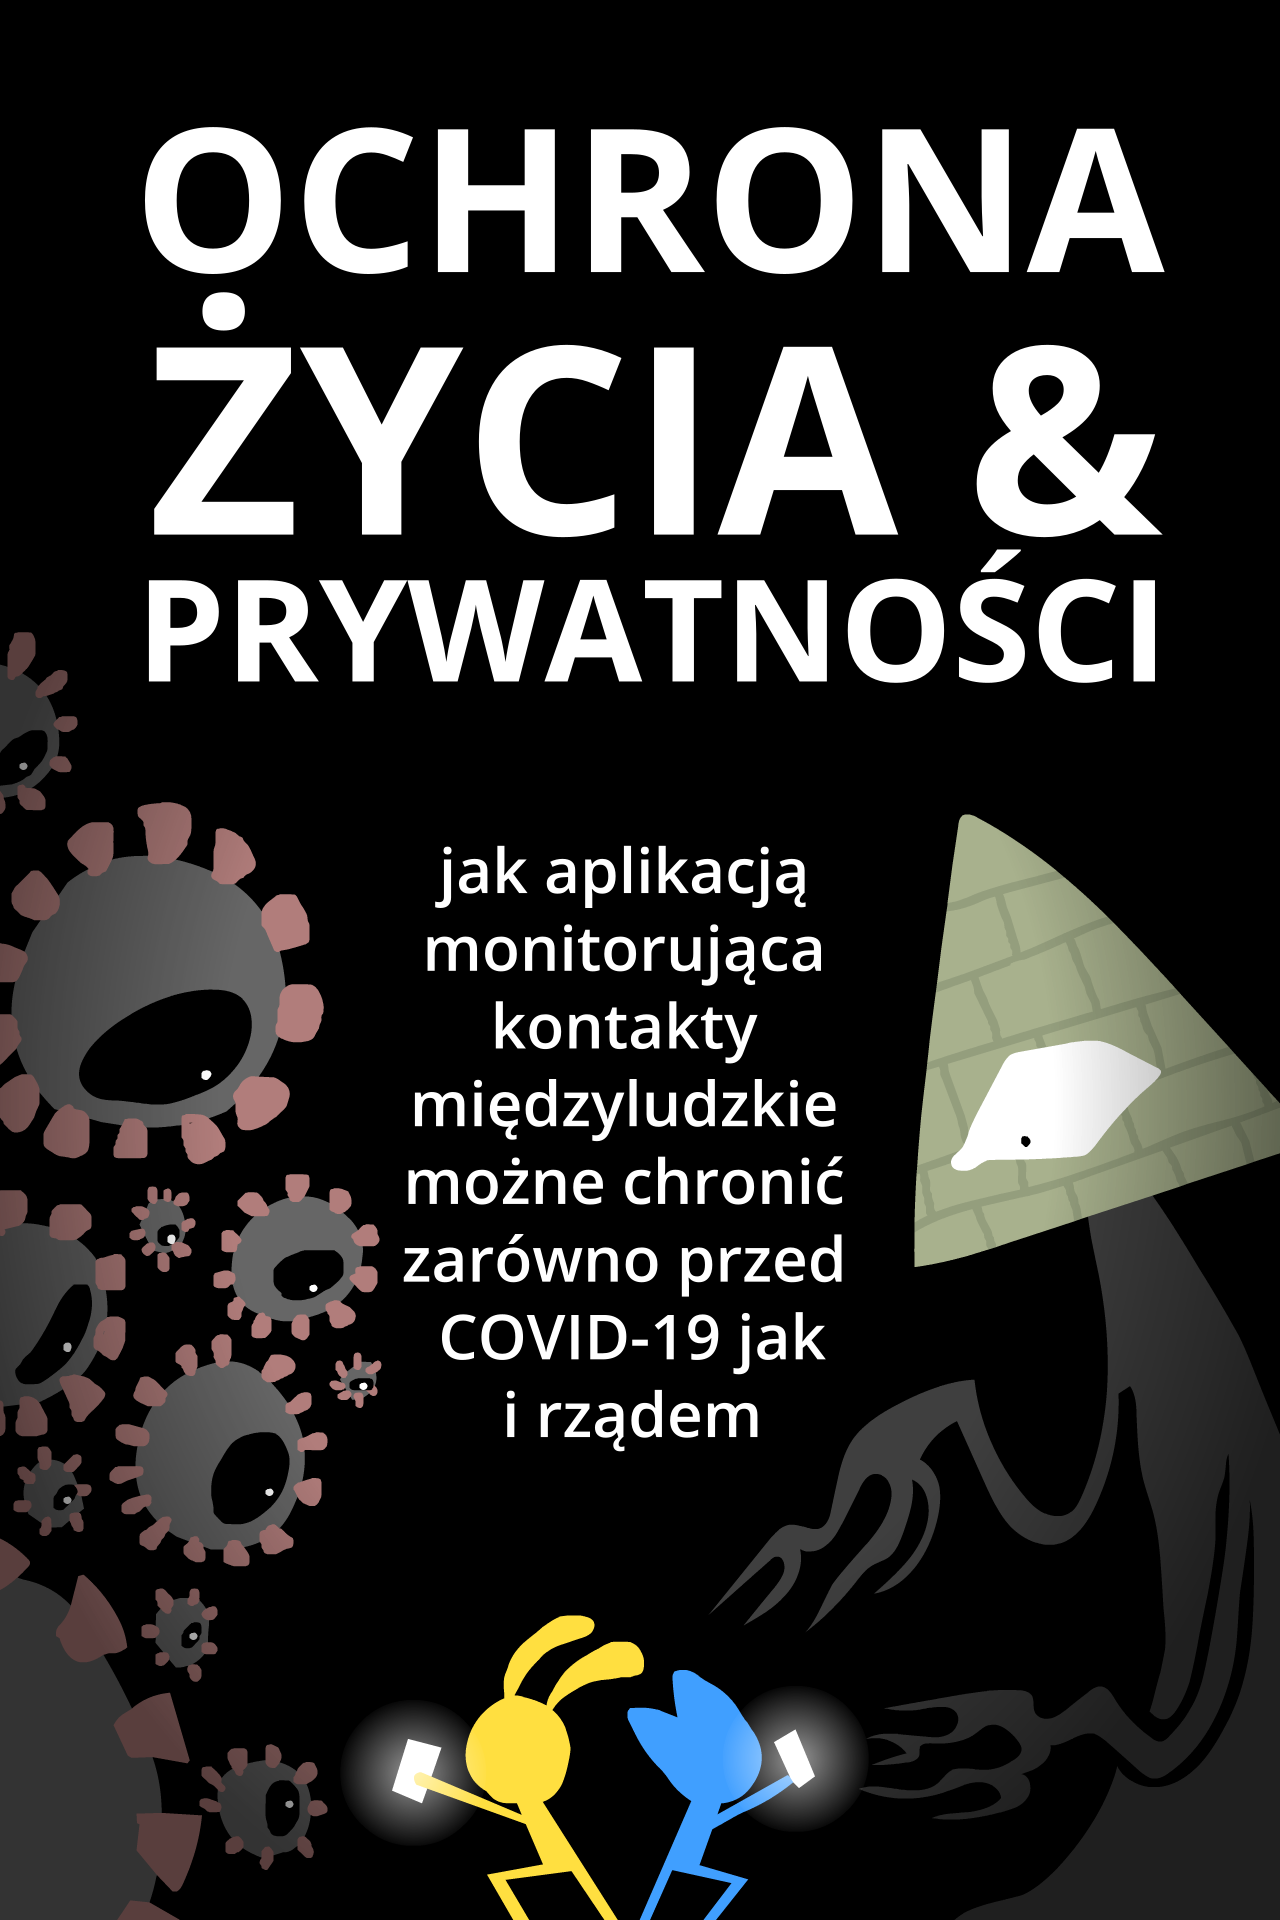 OCHRONA
ŻYCIA &
PRYWATNOŚCI
jak aplikacją
monitorująca
kontakty
międzyludzkie
możne chronić
zarówno przed
COVID-19 jak
i rządem